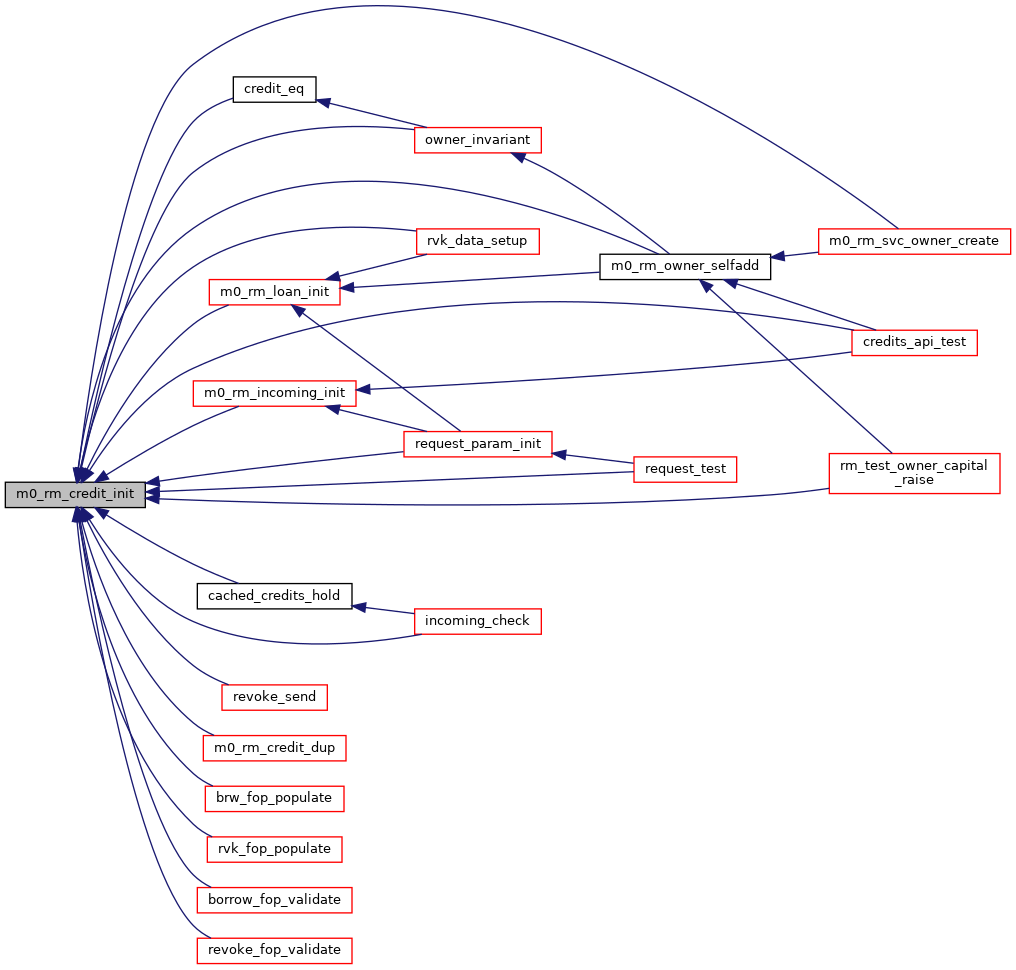 credit_eq
owner_invariant
rvk_data_setup
m0_rm_svc_owner_create
m0_rm_owner_selfadd
m0_rm_loan_init
credits_api_test
m0_rm_incoming_init
request_param_init
request_test
rm_test_owner_capital
_raise
m0_rm_credit_init
cached_credits_hold
incoming_check
revoke_send
m0_rm_credit_dup
brw_fop_populate
rvk_fop_populate
borrow_fop_validate
revoke_fop_validate